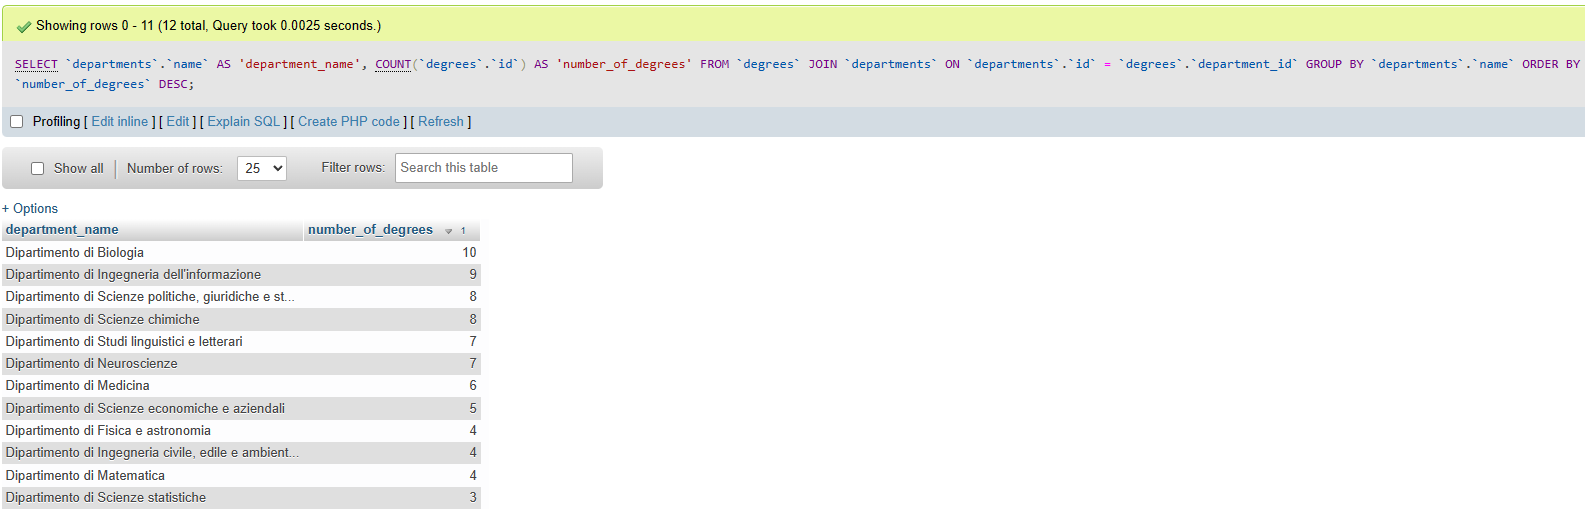 Showing rows 0 - 11 (12 total, Query took 0.0025 seconds.)
SELECT `departments`.`name` AS 'department_name', COUNT(`degrees`.`id`) AS 'number_of_degrees' FROM `degrees` JOIN `departments` ON `departments`.`id` = `degrees`.`department_id` GROUP BY `departments`.`name` ORDER BY
`number_of_degrees` DESC;
Profiling [ Edit inline ] [ Edit ] [ Explain SQL ] [ Create PHP code ] [ Refresh ]
Show all Number of rows: 25 Filter rows: Search this table
+ Options
department_name number_of_degrees 1
Dipartimento di Biologia 10
Dipartimento di Ingegneria dell'informazione 9
Dipartimento di Scienze politiche, giuridiche e st... 8
Dipartimento di Scienze chimiche 8
Dipartimento di Studi linguistici e letterari 7
Dipartimento di Neuroscienze 7
Dipartimento di Medicina 6
Dipartimento di Scienze economiche e aziendali 5
Dipartimento di Fisica e astronomia 4
Dipartimento di Ingegneria civile, edile e ambient... 4
Dipartimento di Matematica 4
Dipartimento di Scienze statistiche 3